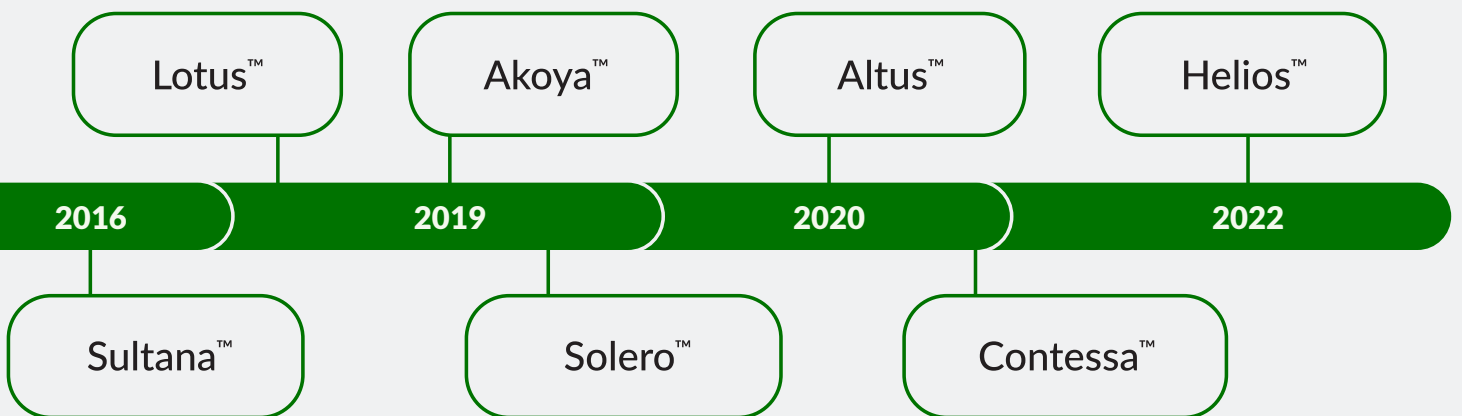 Lotus™
Akoya™
Altus™
Helios™
2016
2019
2020
2022
Sultana™
Solero™
Contessa™